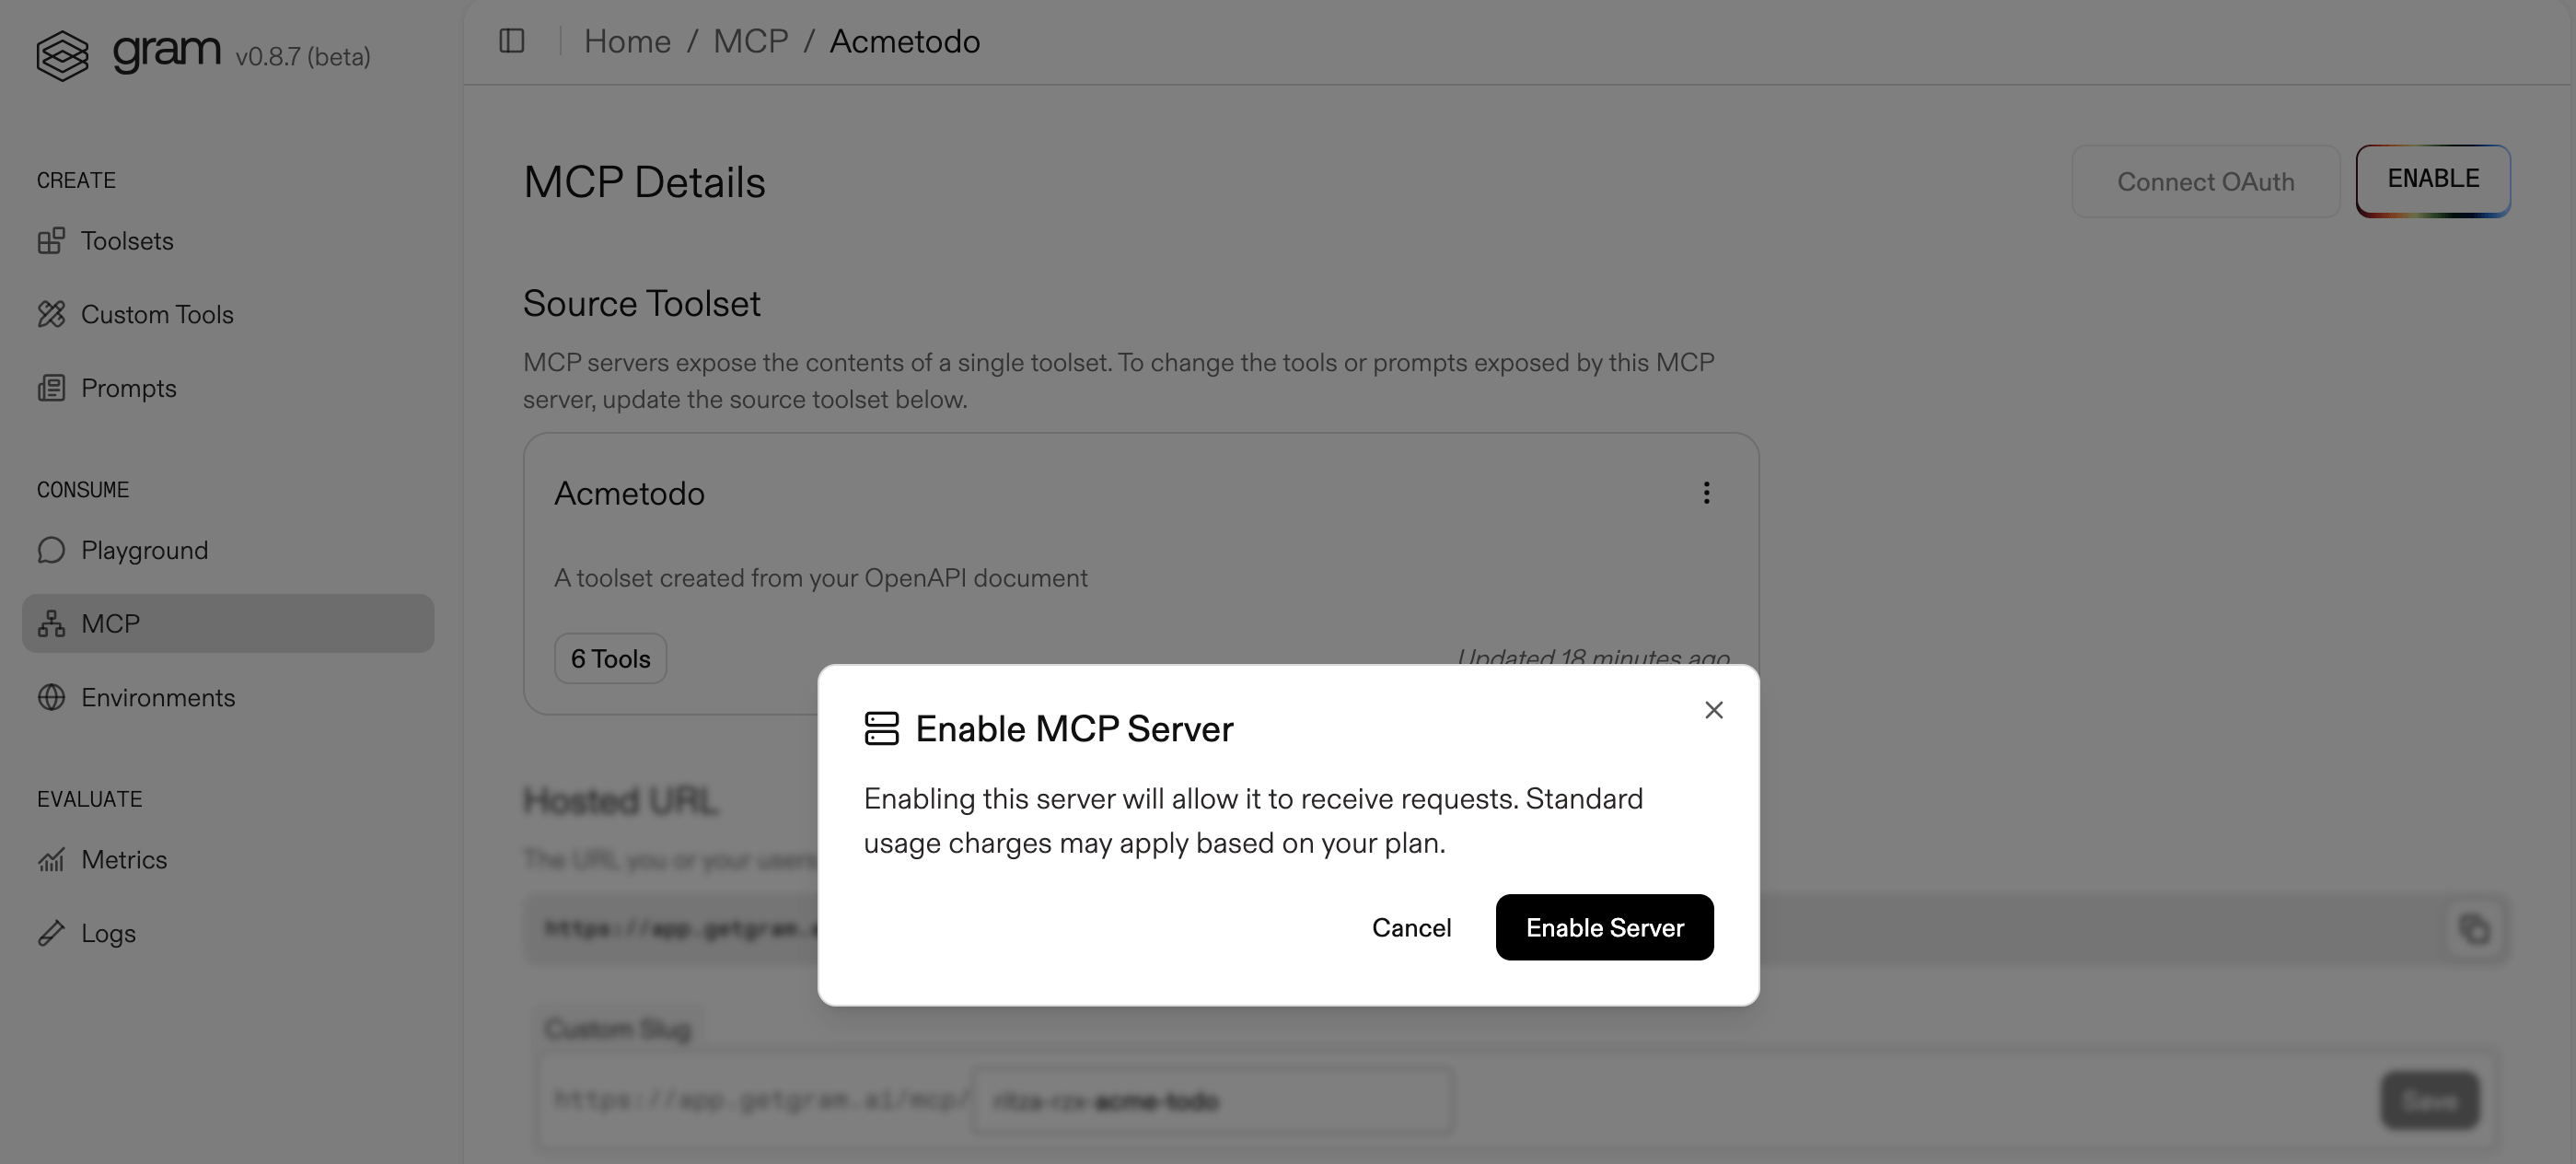 gram v0.8.7 (beta)
Home / MCP / Acmetodo
CREATE
Toolsets
Custom Tools
Prompts
CONSUME
Playground
MCP
Environments
EVALUATE
Metrics
Logs
MCP Details
Connect OAuth
ENABLE
Source Toolset
MCP servers expose the contents of a single toolset. To change the tools or prompts exposed by this MCP
server, update the source toolset below.
Acmetodo
A toolset created from your OpenAPI document
6 Tools
Updated 18 minutes ago
Enable MCP Server
Enabling this server will allow it to receive requests. Standard
usage charges may apply based on your plan.
Cancel
Enable Server
Hosted URL
The URL you or your users
https://app.getgram.a
Custom Slug
https://app.getgram.ai/mcp/
ritza-rzx-acme-todo
Save